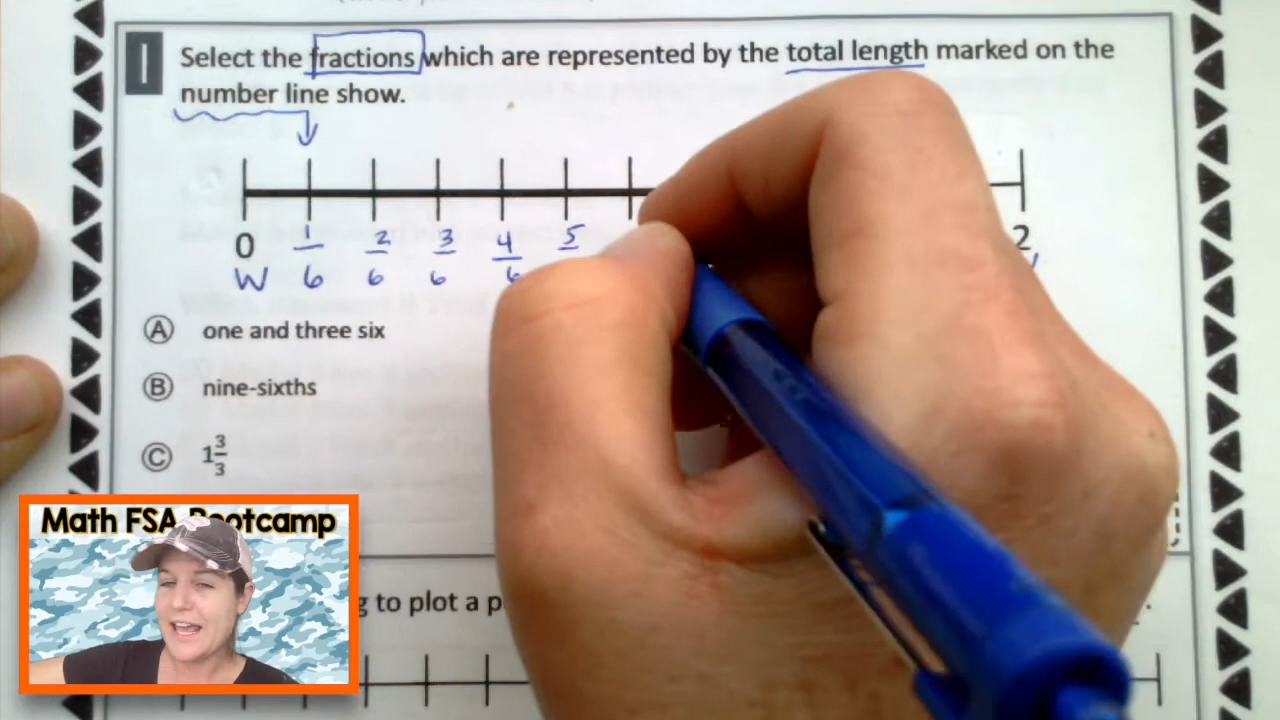 1 Select the fractions which are represented by the total length marked on the
number line show.
0 1/6 2/6 3/6 4/6 5 2
W
A one and three six
B nine-sixths
C 1 3/3
Math FSA Bootcamp
to plot a